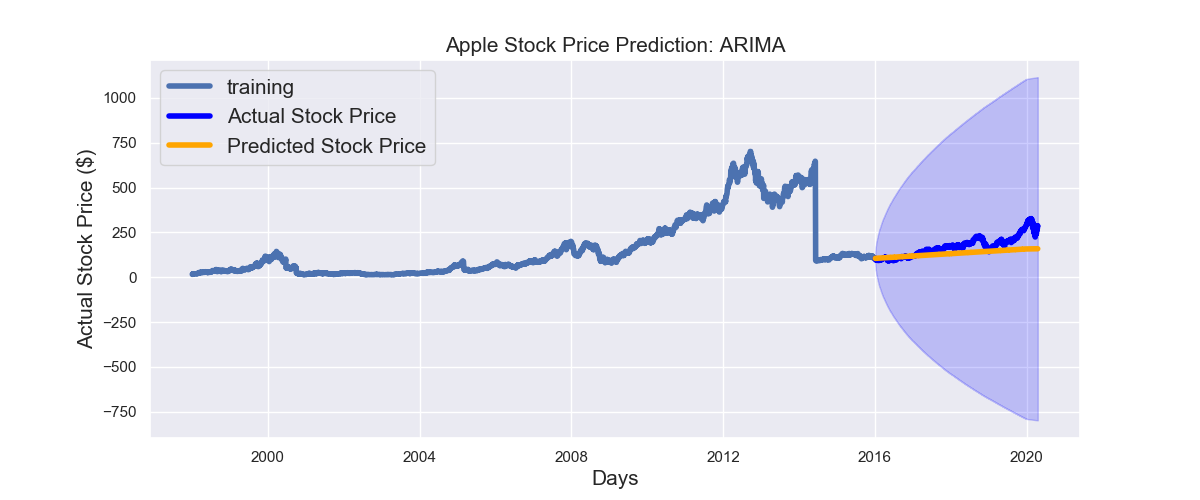 Apple Stock Price Prediction: ARIMA
training
Actual Stock Price
Predicted Stock Price
Actual Stock Price ($)
1000
750
500
250
0
−250
−500
−750
2000 2004 2008 2012 2016 2020
Days